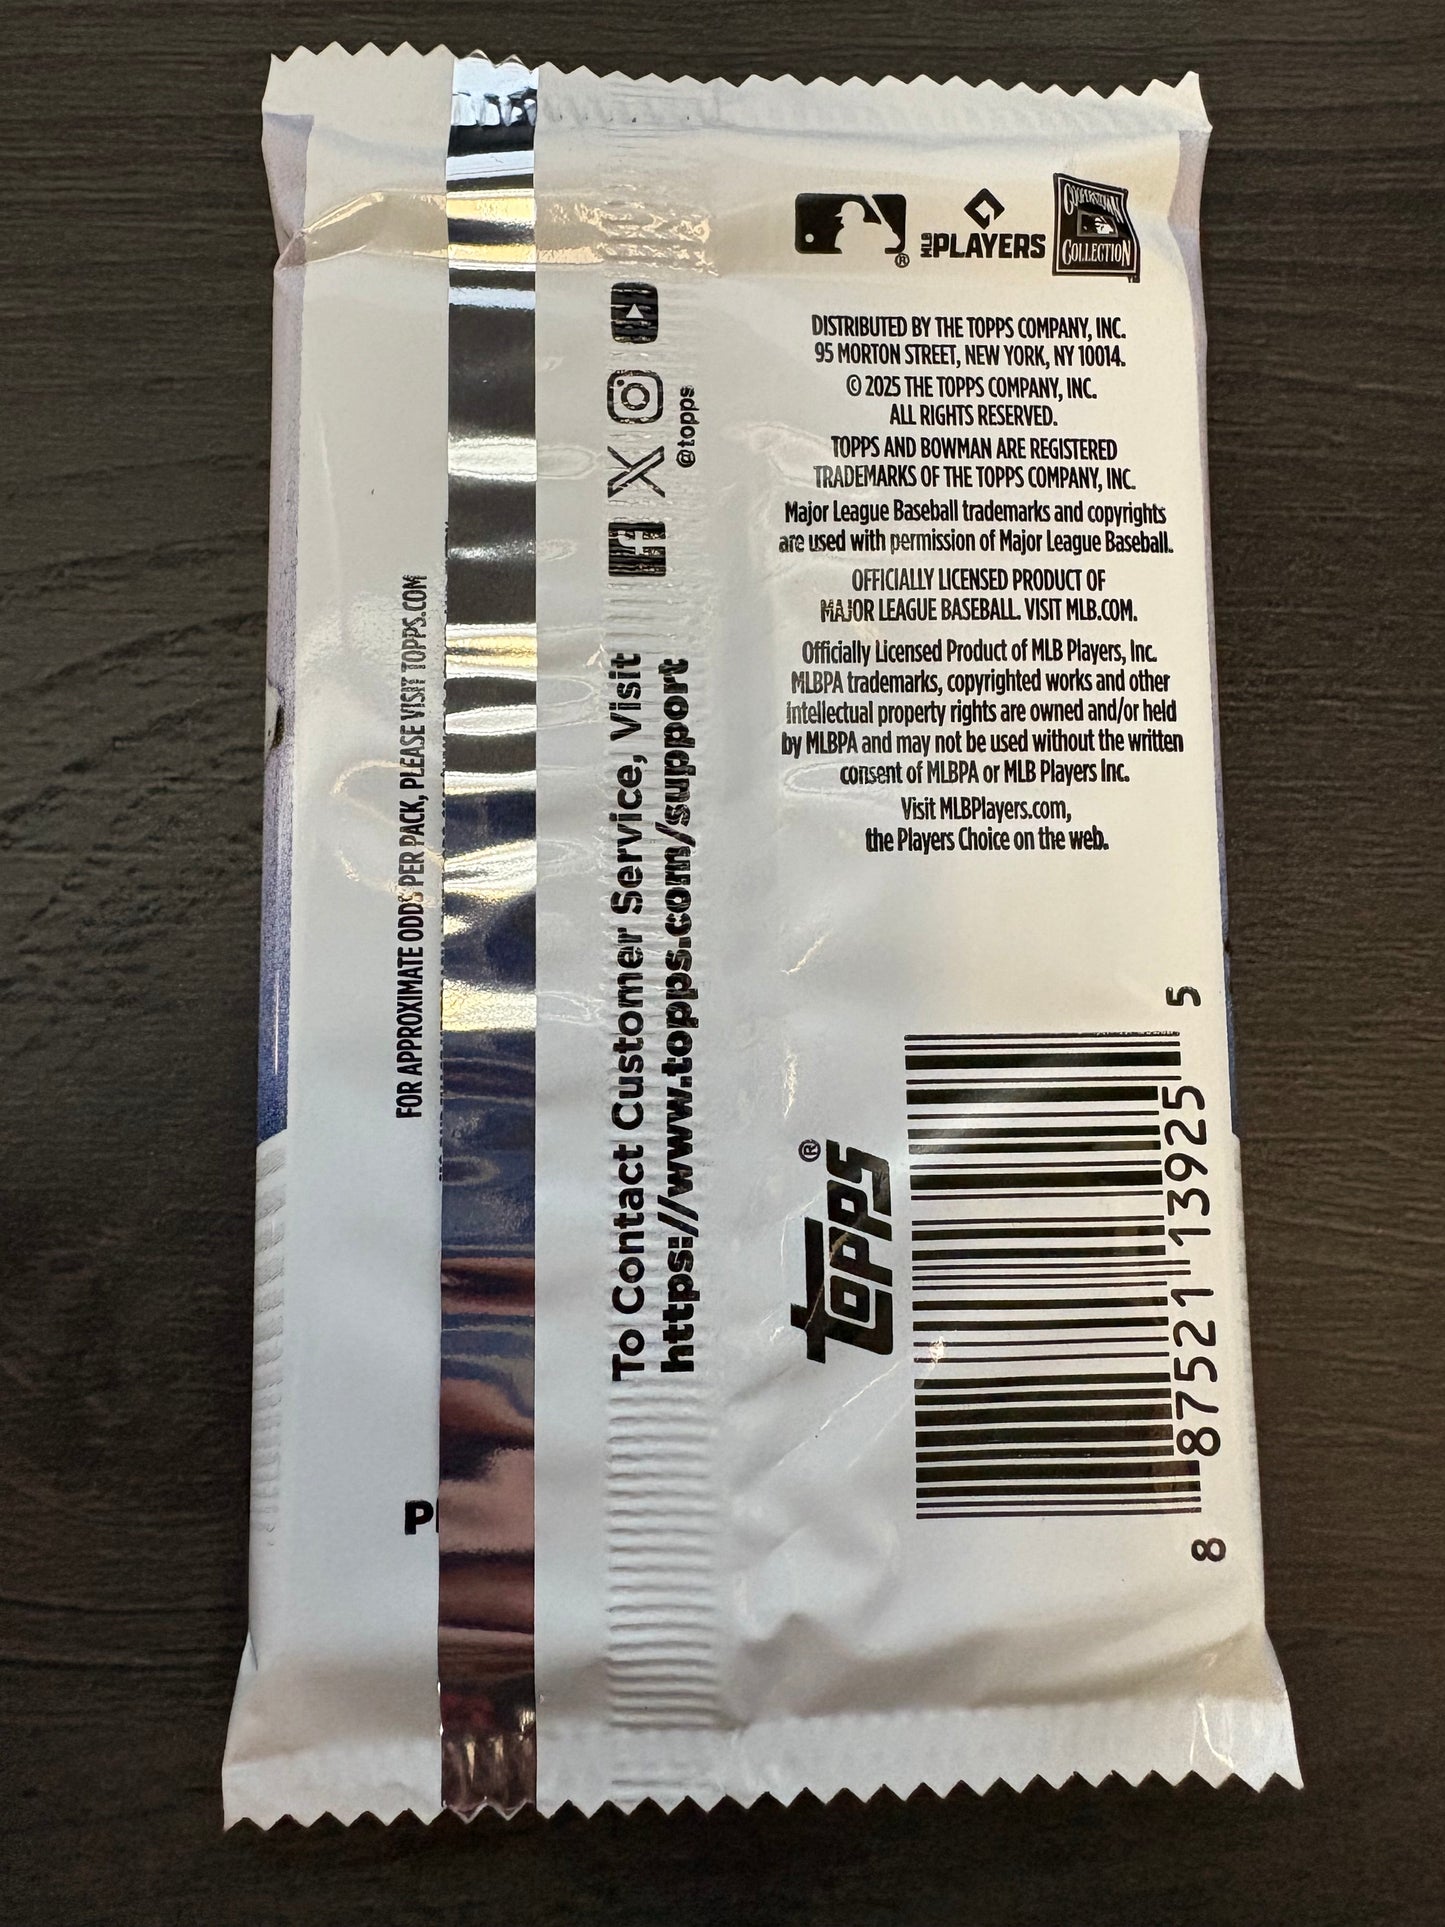 MLB PLAYERS
COOPERSTOWN
COLLECTION
DISTRIBUTED BY THE TOPPS COMPANY, INC.
95 MORTON STREET, NEW YORK, NY 10014.
© 2025 THE TOPPS COMPANY, INC.
ALL RIGHTS RESERVED.
TOPPS AND BOWMAN ARE REGISTERED
TRADEMARKS OF THE TOPPS COMPANY, INC.
Major League Baseball trademarks and copyrights
are used with permission of Major League Baseball.
OFFICIALLY LICENSED PRODUCT OF
MAJOR LEAGUE BASEBALL. VISIT MLB.COM.
Officially Licensed Product of MLB Players, Inc.
MLBPA trademarks, copyrighted works and other
intellectual property rights are owned and/or held
by MLBPA and may not be used without the written
consent of MLBPA or MLB Players Inc.
Visit MLBPlayers.com,
the Players Choice on the web.
topps®
8 87521 13925 5
@topps
To Contact Customer Service, Visit
https://www.topps.com/support
FOR APPROXIMATE ODDS PER PACK, PLEASE VISIT TOPPS.COM